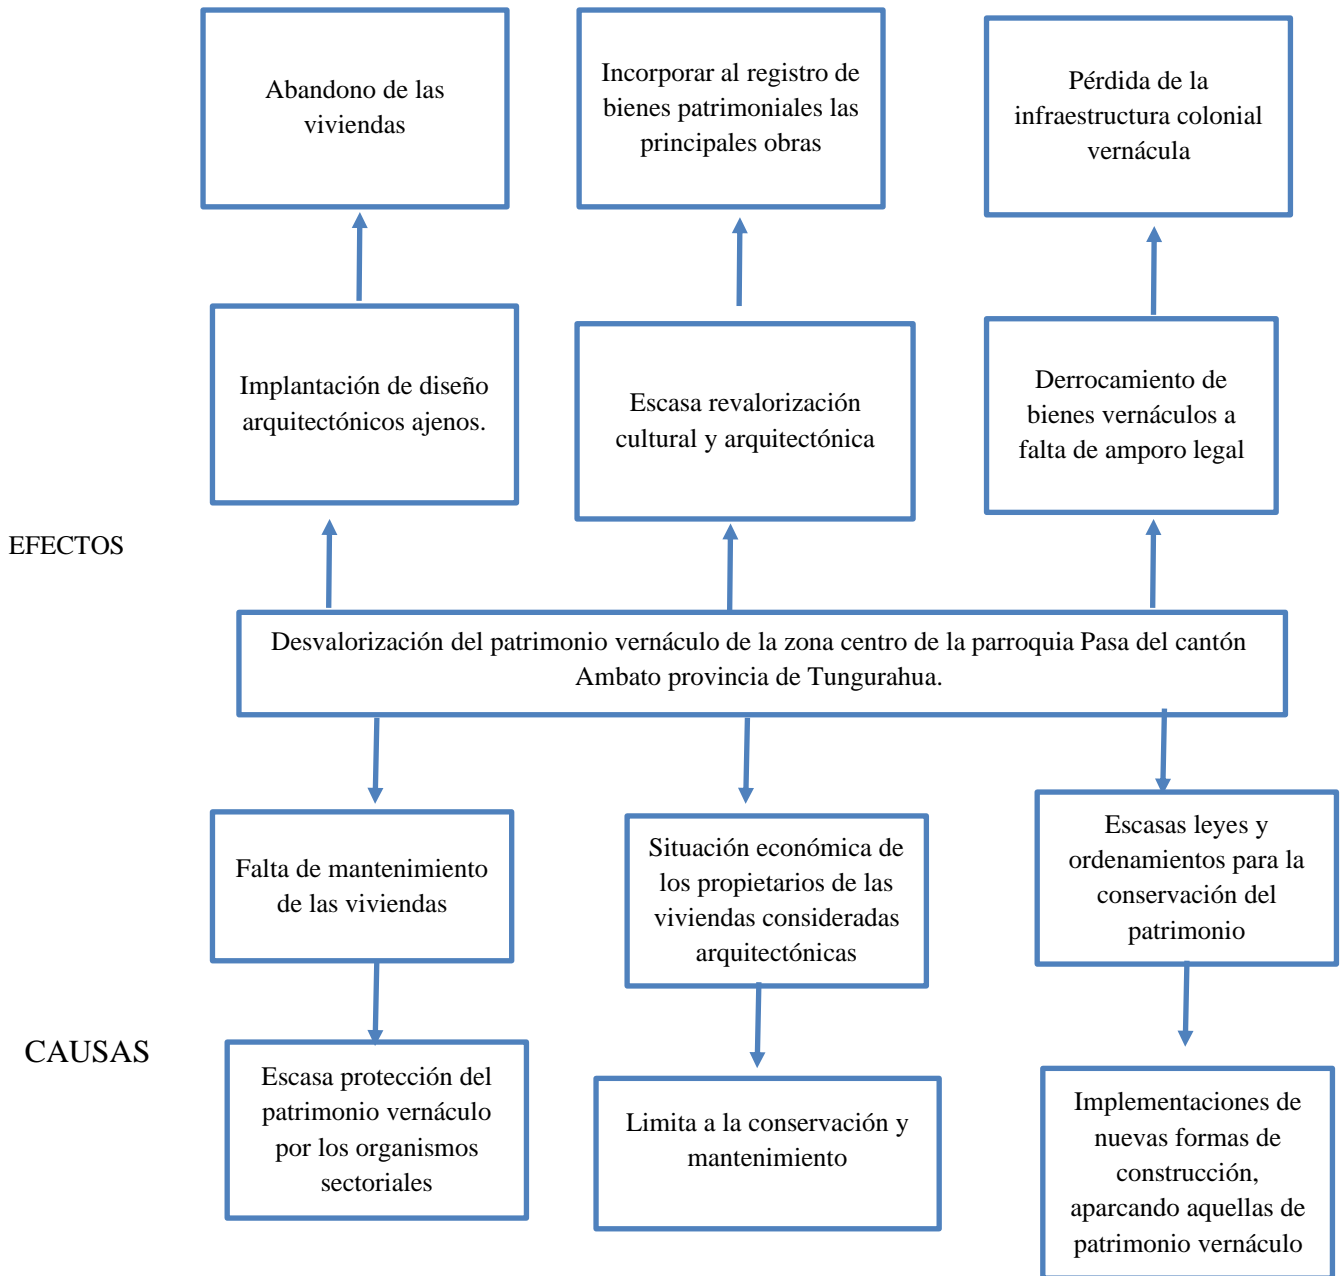 Abandono de las
viviendas
Incorporar al registro de
bienes patrimoniales las
principales obras
Pérdida de la
infraestructura colonial
vernácula
Implantación de diseño
arquitectónicos ajenos.
Escasa revalorización
cultural y arquitectónica
Derrocamiento de
bienes vernáculos a
falta de amporo legal
EFECTOS
Desvalorización del patrimonio vernáculo de la zona centro de la parroquia Pasa del cantón
Ambato provincia de Tungurahua.
Falta de mantenimiento
de las viviendas
Situación económica de
los propietarios de las
viviendas consideradas
arquitectónicas
Escasas leyes y
ordenamientos para la
conservación del
patrimonio
CAUSAS
Escasa protección del
patrimonio vernáculo
por los organismos
sectoriales
Limita a la conservación y
mantenimiento
Implementaciones de
nuevas formas de
construcción,
aparcando aquellas de
patrimonio vernáculo